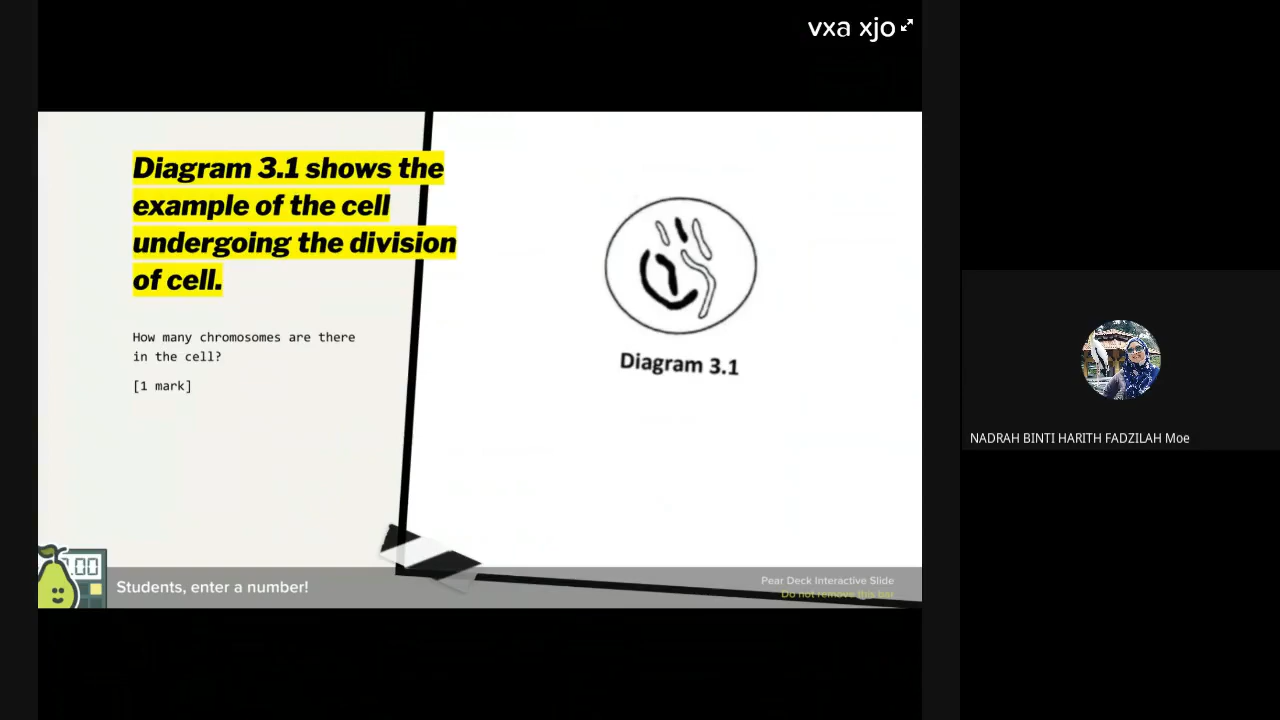 vxa xjo
Diagram 3.1 shows the
example of the cell
undergoing the division
of cell.
How many chromosomes are there
in the cell?
[1 mark]
Diagram 3.1
.00
Students, enter a number!
Pear Deck Interactive Slide
Do not remove this bar
NADRAH BINTI HARITH FADZILAH Moe